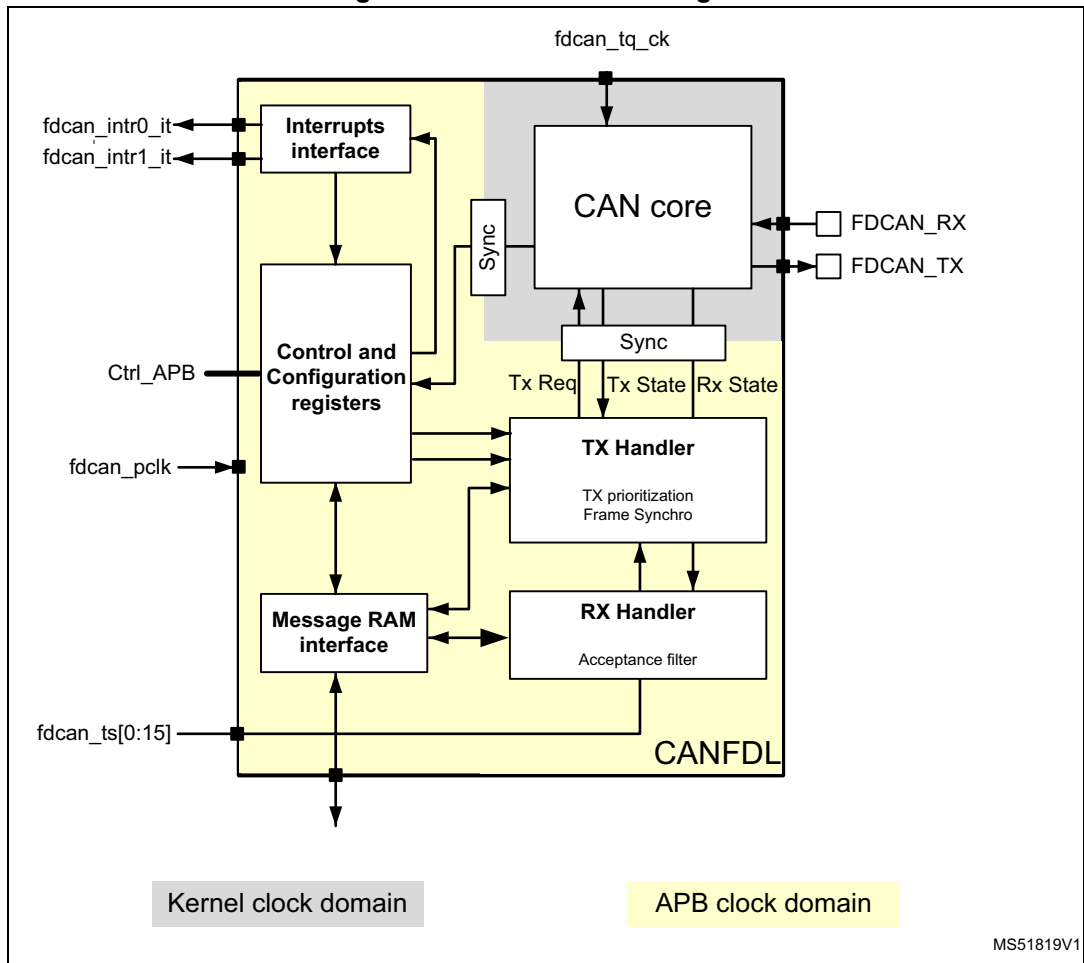 fdcan_tq_ck
fdcan_intr0_it
fdcan_intr1_it
Interrupts
interface
CAN core
Sync
FDCAN_RX
FDCAN_TX
Sync
Control and
Configuration
registers
Ctrl_APB
Tx Req
Tx State
Rx State
fdcan_pclk
TX Handler
TX prioritization
Frame Synchro
Message RAM
interface
RX Handler
Acceptance filter
fdcan_ts[0:15]
CANFDL
Kernel clock domain
APB clock domain
MS51819V1